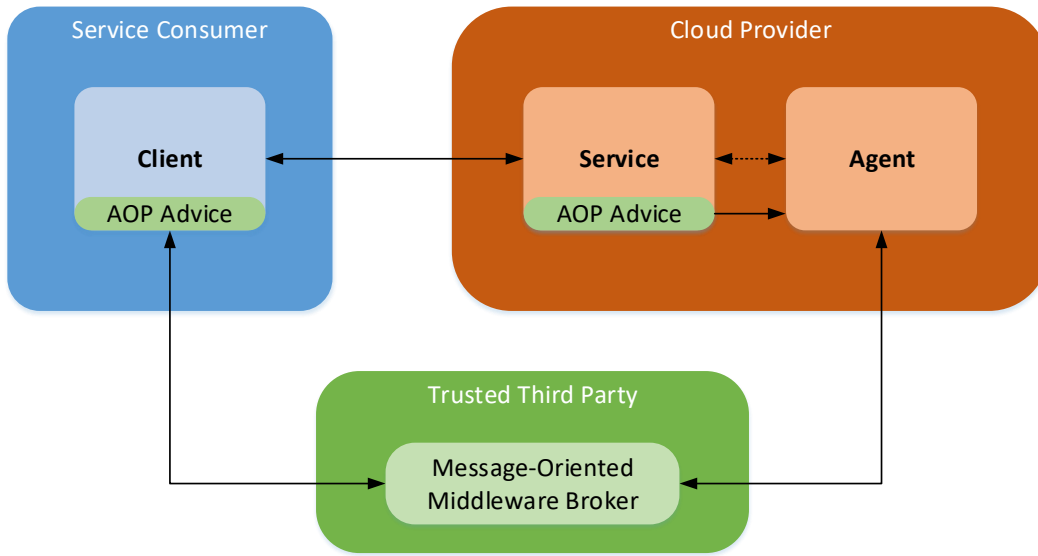 Service Consumer
Cloud Provider
Client
AOP Advice
Service
AOP Advice
Agent
Trusted Third Party
Message-Oriented
Middleware Broker